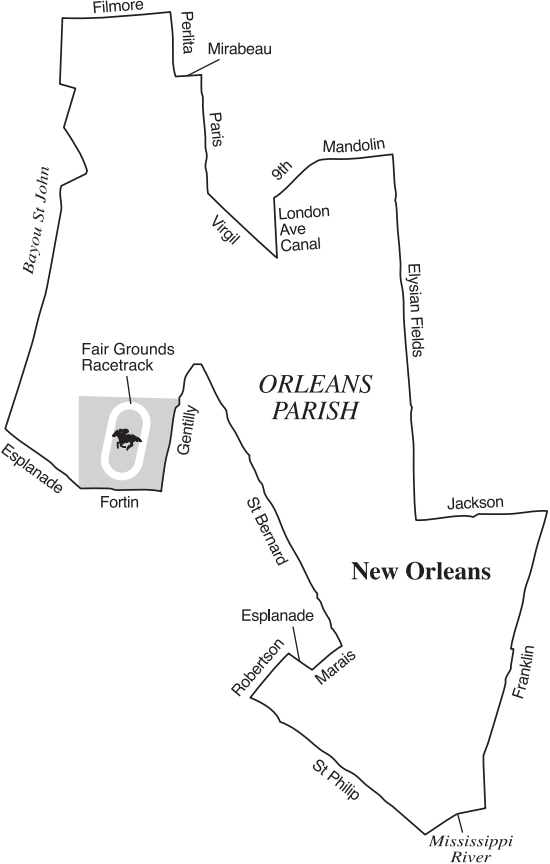 Filmore
Perlita
Mirabeau
Paris
9th
Mandolin
Bayou St John
Virgil
London
Ave
Canal
Elysian Fields
Fair Grounds
Racetrack
ORLEANS
PARISH
Gentilly
Esplanade
Fortin
St Bernard
Jackson
New Orleans
Esplanade
Robertson
Marais
Franklin
St Philip
Mississippi
River